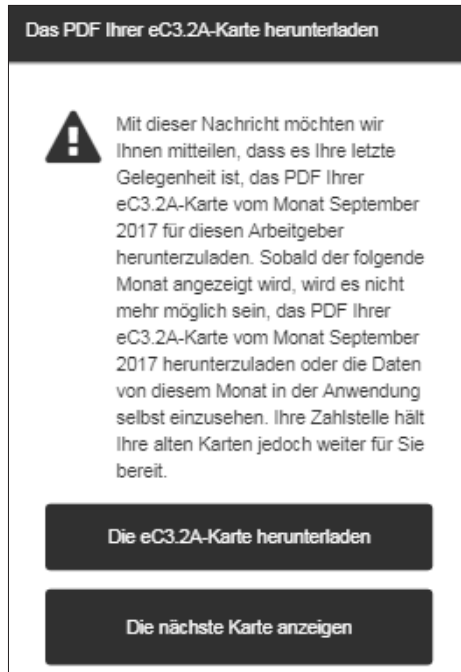 Das PDF Ihrer eC3.2A-Karte herunterladen
Mit dieser Nachricht möchten wir
Ihnen mitteilen, dass es Ihre letzte
Gelegenheit ist, das PDF Ihrer
eC3.2A-Karte vom Monat September
2017 für diesen Arbeitgeber
herunterzuladen. Sobald der folgende
Monat angezeigt wird, wird es nicht
mehr möglich sein, das PDF Ihrer
eC3.2A-Karte vom Monat September
2017 herunterzuladen oder die Daten
von diesem Monat in der Anwendung
selbst einzusehen. Ihre Zahlstelle hält
Ihre alten Karten jedoch weiter für Sie
bereit.
Die eC3.2A-Karte herunterladen
Die nächste Karte anzeigen